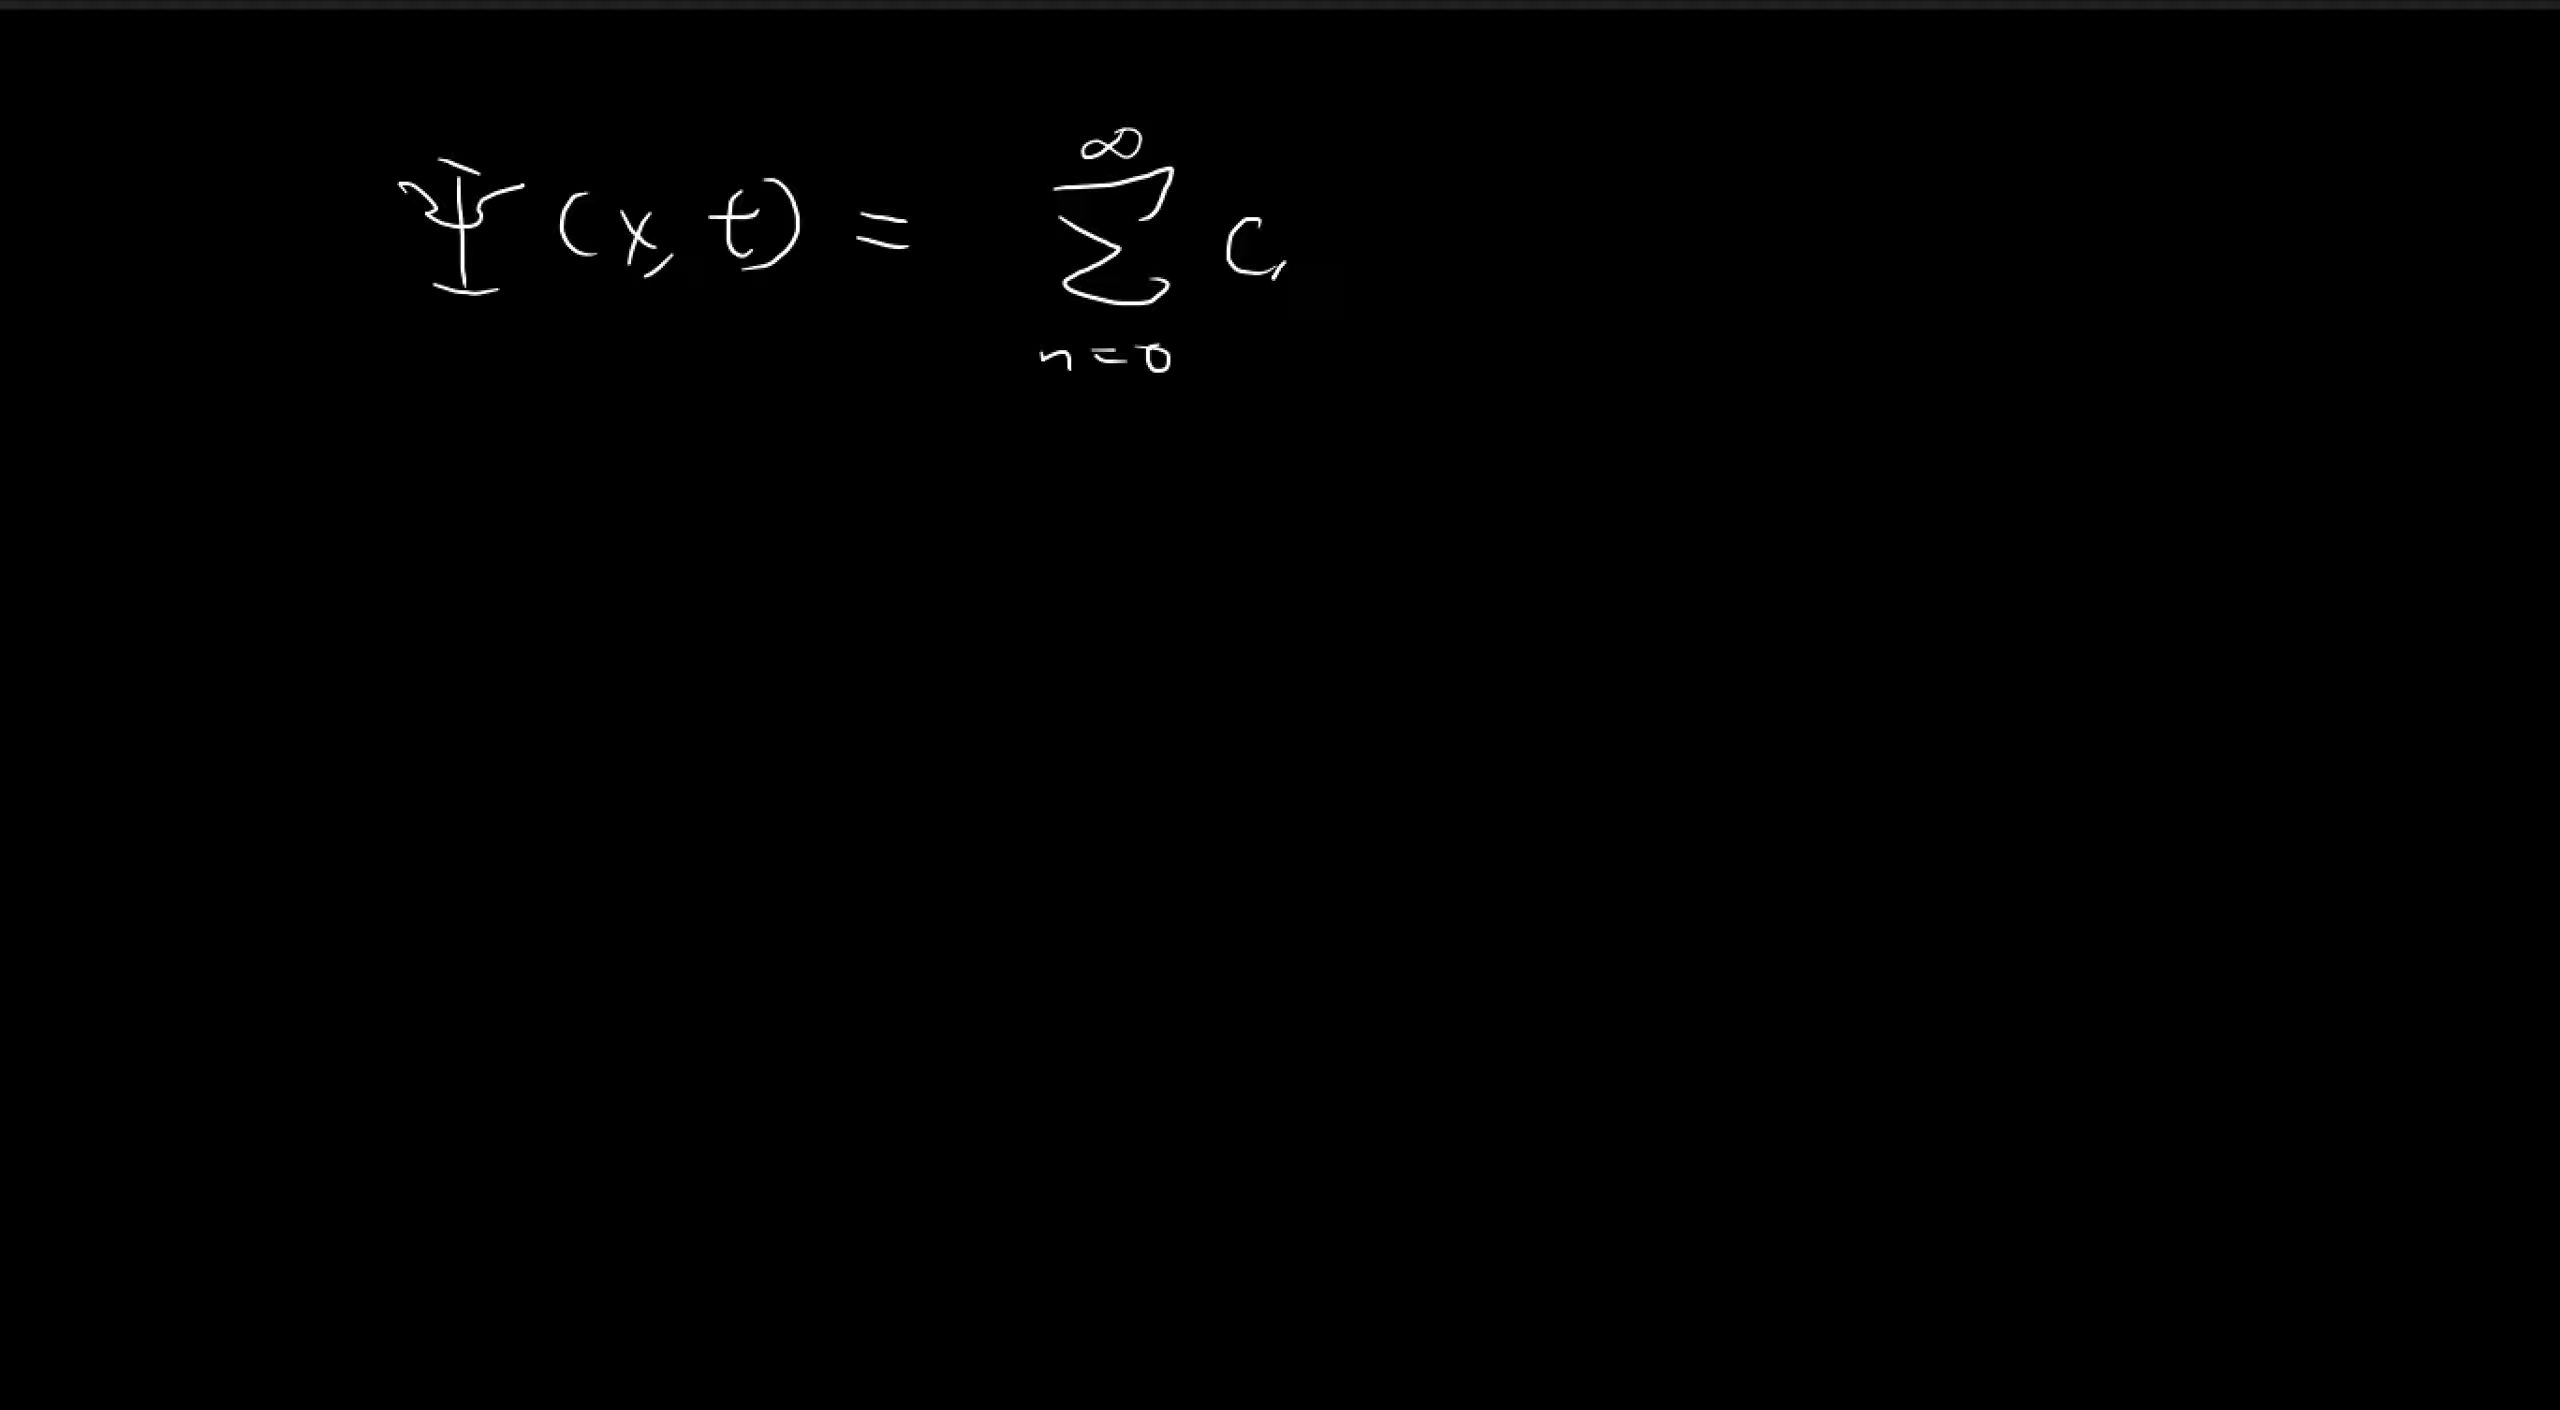 Ψ(x,t) = ∑_{n=0}^{∞} c